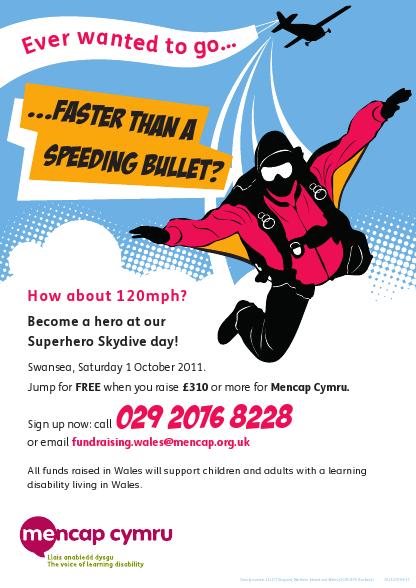 Ever wanted to go...
...FASTER THAN A
SPEEDING BULLET?
How about 120mph?
Become a hero at our
Superhero Skydive day!
Swansea, Saturday 1 October 2011.
Jump for FREE when you raise £310 or more for Mencap Cymru.
Sign up now: call 029 2076 8228
or email fundraising.wales@mencap.org.uk
All funds raised in Wales will support children and adults with a learning
disability living in Wales.
mencap cymru
Llais anabledd dysgu
The voice of learning disability